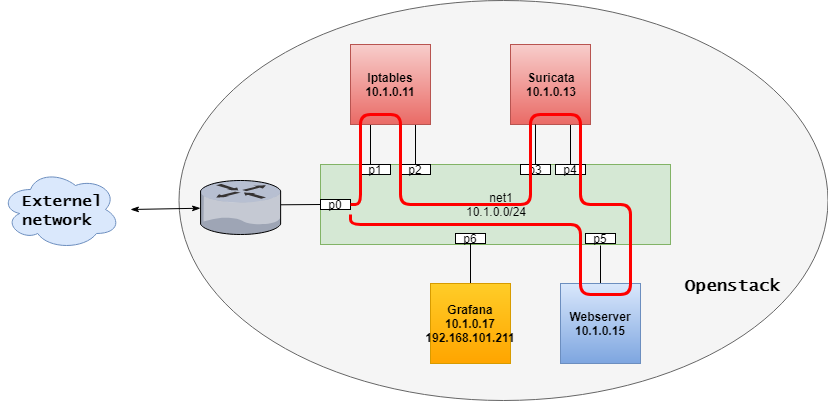 Iptables
10.1.0.11
Suricata
10.1.0.13
p1
p2
p3
p4
net1
10.1.0.0/24
Externel
network
p0
p6
p5
Openstack
Grafana
10.1.0.17
192.168.101.211
Webserver
10.1.0.15